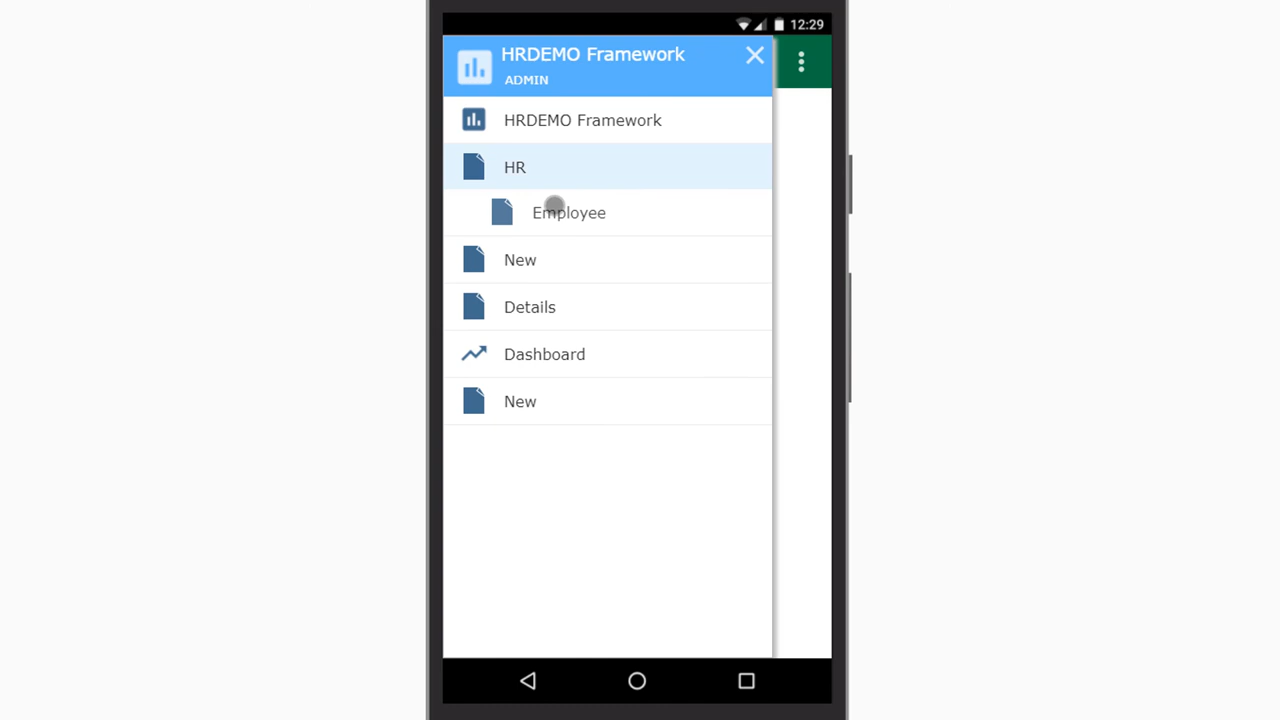 12:29
HRDEMO Framework
ADMIN
HRDEMO Framework
HR
Employee
New
Details
Dashboard
New